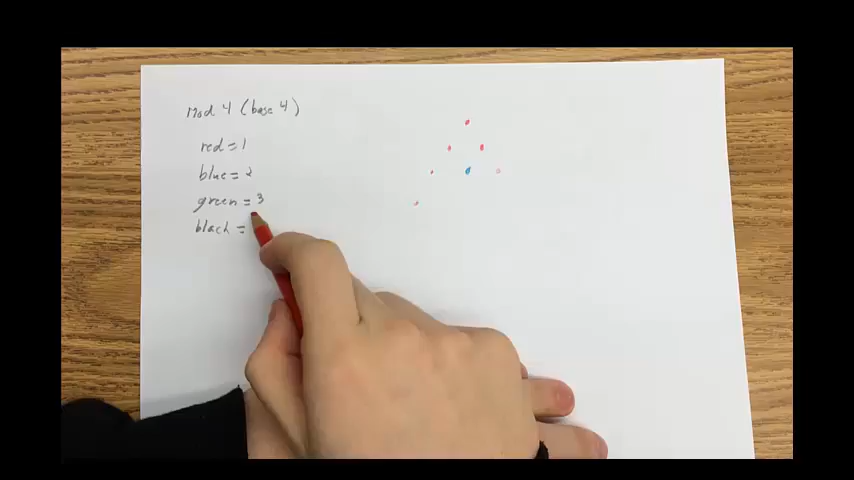 Mod 4 (base 4)
red = 1
blue = 2
green = 3
black =